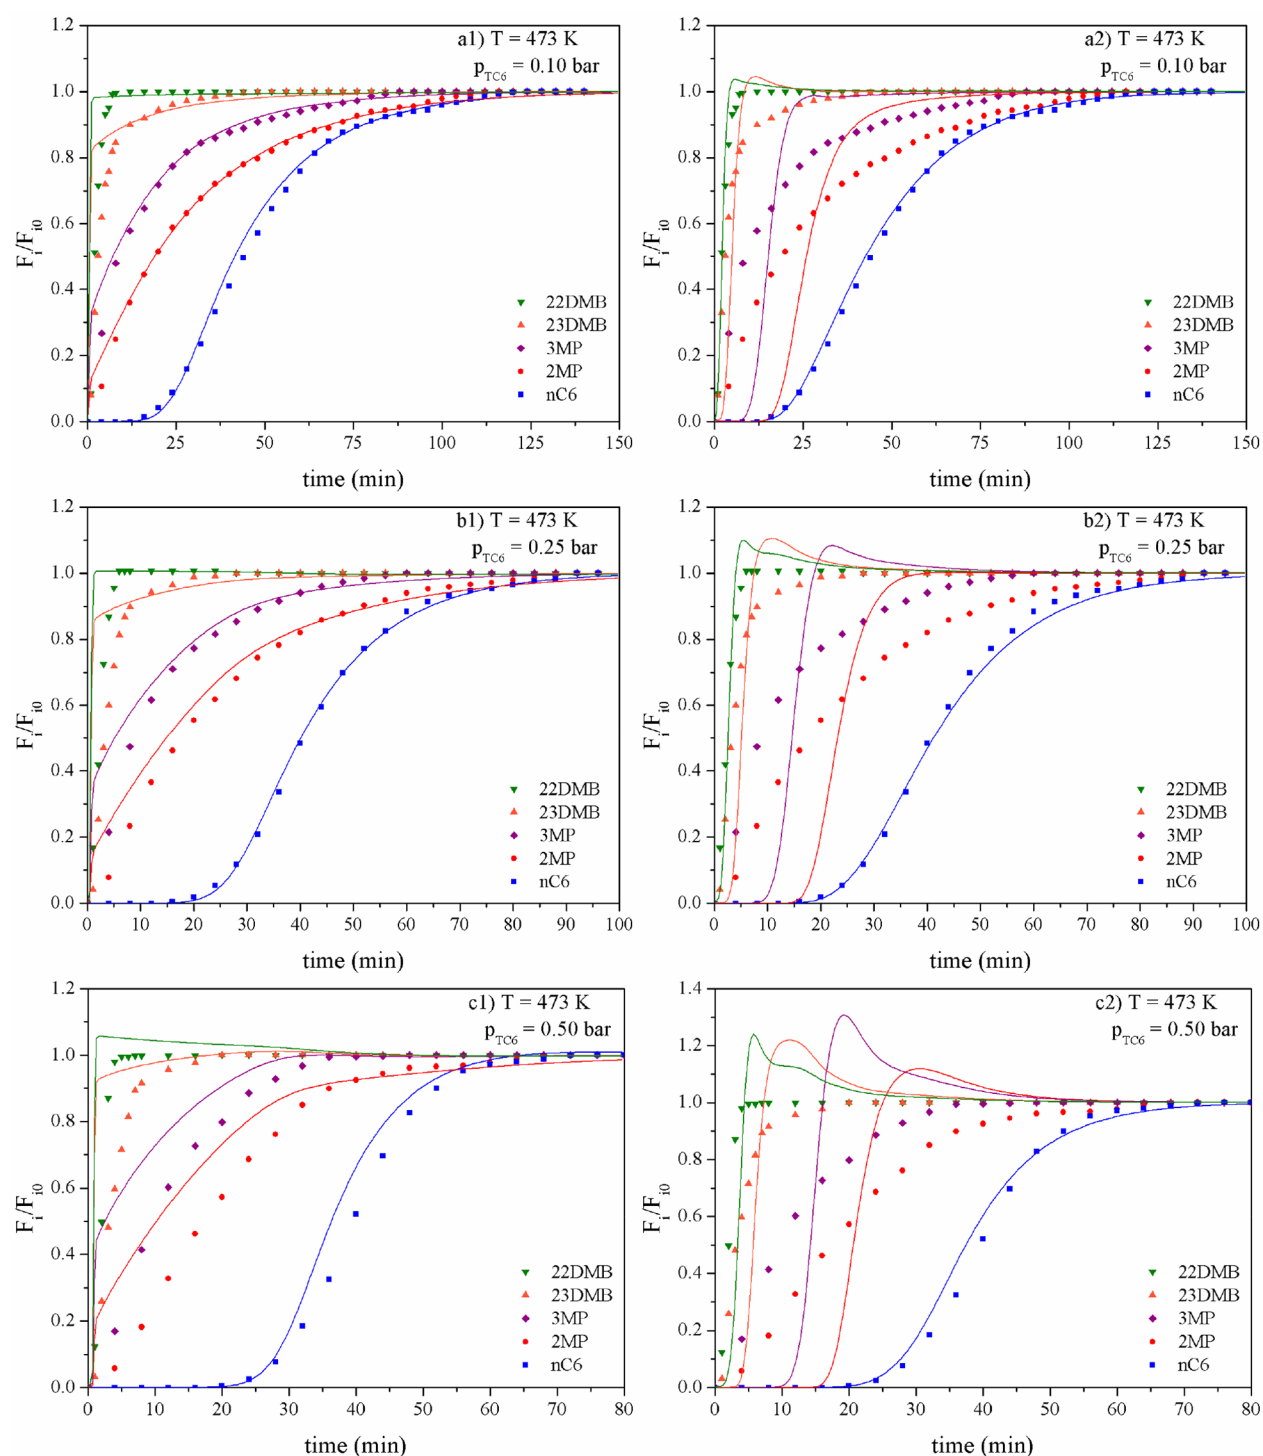 a1) T = 473 K
p_TC6 = 0.10 bar
1.2
1.0
0.8
0.6
0.4
0.2
0.0
F_i/F_i0
22DMB
23DMB
3MP
2MP
nC6
0 25 50 75 100 125 150
time (min)
a2) T = 473 K
p_TC6 = 0.10 bar
1.2
1.0
0.8
0.6
0.4
0.2
0.0
F_i/F_i0
22DMB
23DMB
3MP
2MP
nC6
0 25 50 75 100 125 150
time (min)
b1) T = 473 K
p_TC6 = 0.25 bar
1.2
1.0
0.8
0.6
0.4
0.2
0.0
F_i/F_i0
22DMB
23DMB
3MP
2MP
nC6
0 10 20 30 40 50 60 70 80 90 100
time (min)
b2) T = 473 K
p_TC6 = 0.25 bar
1.2
1.0
0.8
0.6
0.4
0.2
0.0
F_i/F_i0
22DMB
23DMB
3MP
2MP
nC6
0 10 20 30 40 50 60 70 80 90 100
time (min)
c1) T = 473 K
p_TC6 = 0.50 bar
1.2
1.0
0.8
0.6
0.4
0.2
0.0
F_i/F_i0
22DMB
23DMB
3MP
2MP
nC6
0 10 20 30 40 50 60 70 80
time (min)
c2) T = 473 K
p_TC6 = 0.50 bar
1.4
1.2
1.0
0.8
0.6
0.4
0.2
0.0
F_i/F_i0
22DMB
23DMB
3MP
2MP
nC6
0 10 20 30 40 50 60 70 80
time (min)